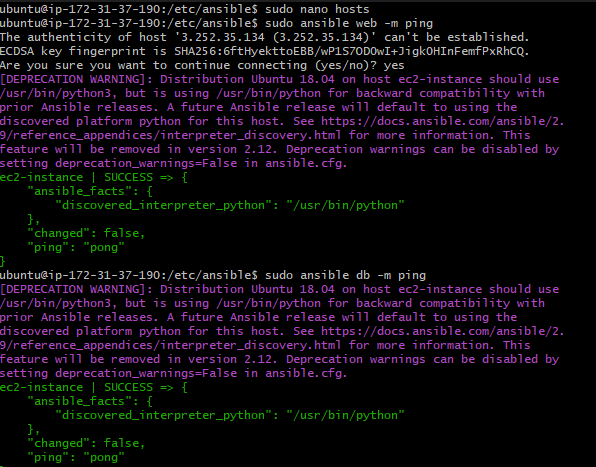 ubuntu@ip-172-31-37-190:/etc/ansible$ sudo nano hosts
ubuntu@ip-172-31-37-190:/etc/ansible$ sudo ansible web -m ping
The authenticity of host '3.252.35.134 (3.252.35.134)' can't be established.
ECDSA key fingerprint is SHA256:6ftHyekttoEBB/wP1S7ODOwI+JigkOHInFemfPxRhCQ.
Are you sure you want to continue connecting (yes/no)? yes
[DEPRECATION WARNING]: Distribution Ubuntu 18.04 on host ec2-instance should use
/usr/bin/python3, but is using /usr/bin/python for backward compatibility with
prior Ansible releases. A future Ansible release will default to using the
discovered platform python for this host. See https://docs.ansible.com/ansible/2.
9/reference_appendices/interpreter_discovery.html for more information. This
feature will be removed in version 2.12. Deprecation warnings can be disabled by
setting deprecation_warnings=False in ansible.cfg.
ec2-instance | SUCCESS => {
    "ansible_facts": {
        "discovered_interpreter_python": "/usr/bin/python"
    },
    "changed": false,
    "ping": "pong"
}
ubuntu@ip-172-31-37-190:/etc/ansible$ sudo ansible db -m ping
[DEPRECATION WARNING]: Distribution Ubuntu 18.04 on host ec2-instance should use
/usr/bin/python3, but is using /usr/bin/python for backward compatibility with
prior Ansible releases. A future Ansible release will default to using the
discovered platform python for this host. See https://docs.ansible.com/ansible/2.
9/reference_appendices/interpreter_discovery.html for more information. This
feature will be removed in version 2.12. Deprecation warnings can be disabled by
setting deprecation_warnings=False in ansible.cfg.
ec2-instance | SUCCESS => {
    "ansible_facts": {
        "discovered_interpreter_python": "/usr/bin/python"
    },
    "changed": false,
    "ping": "pong"